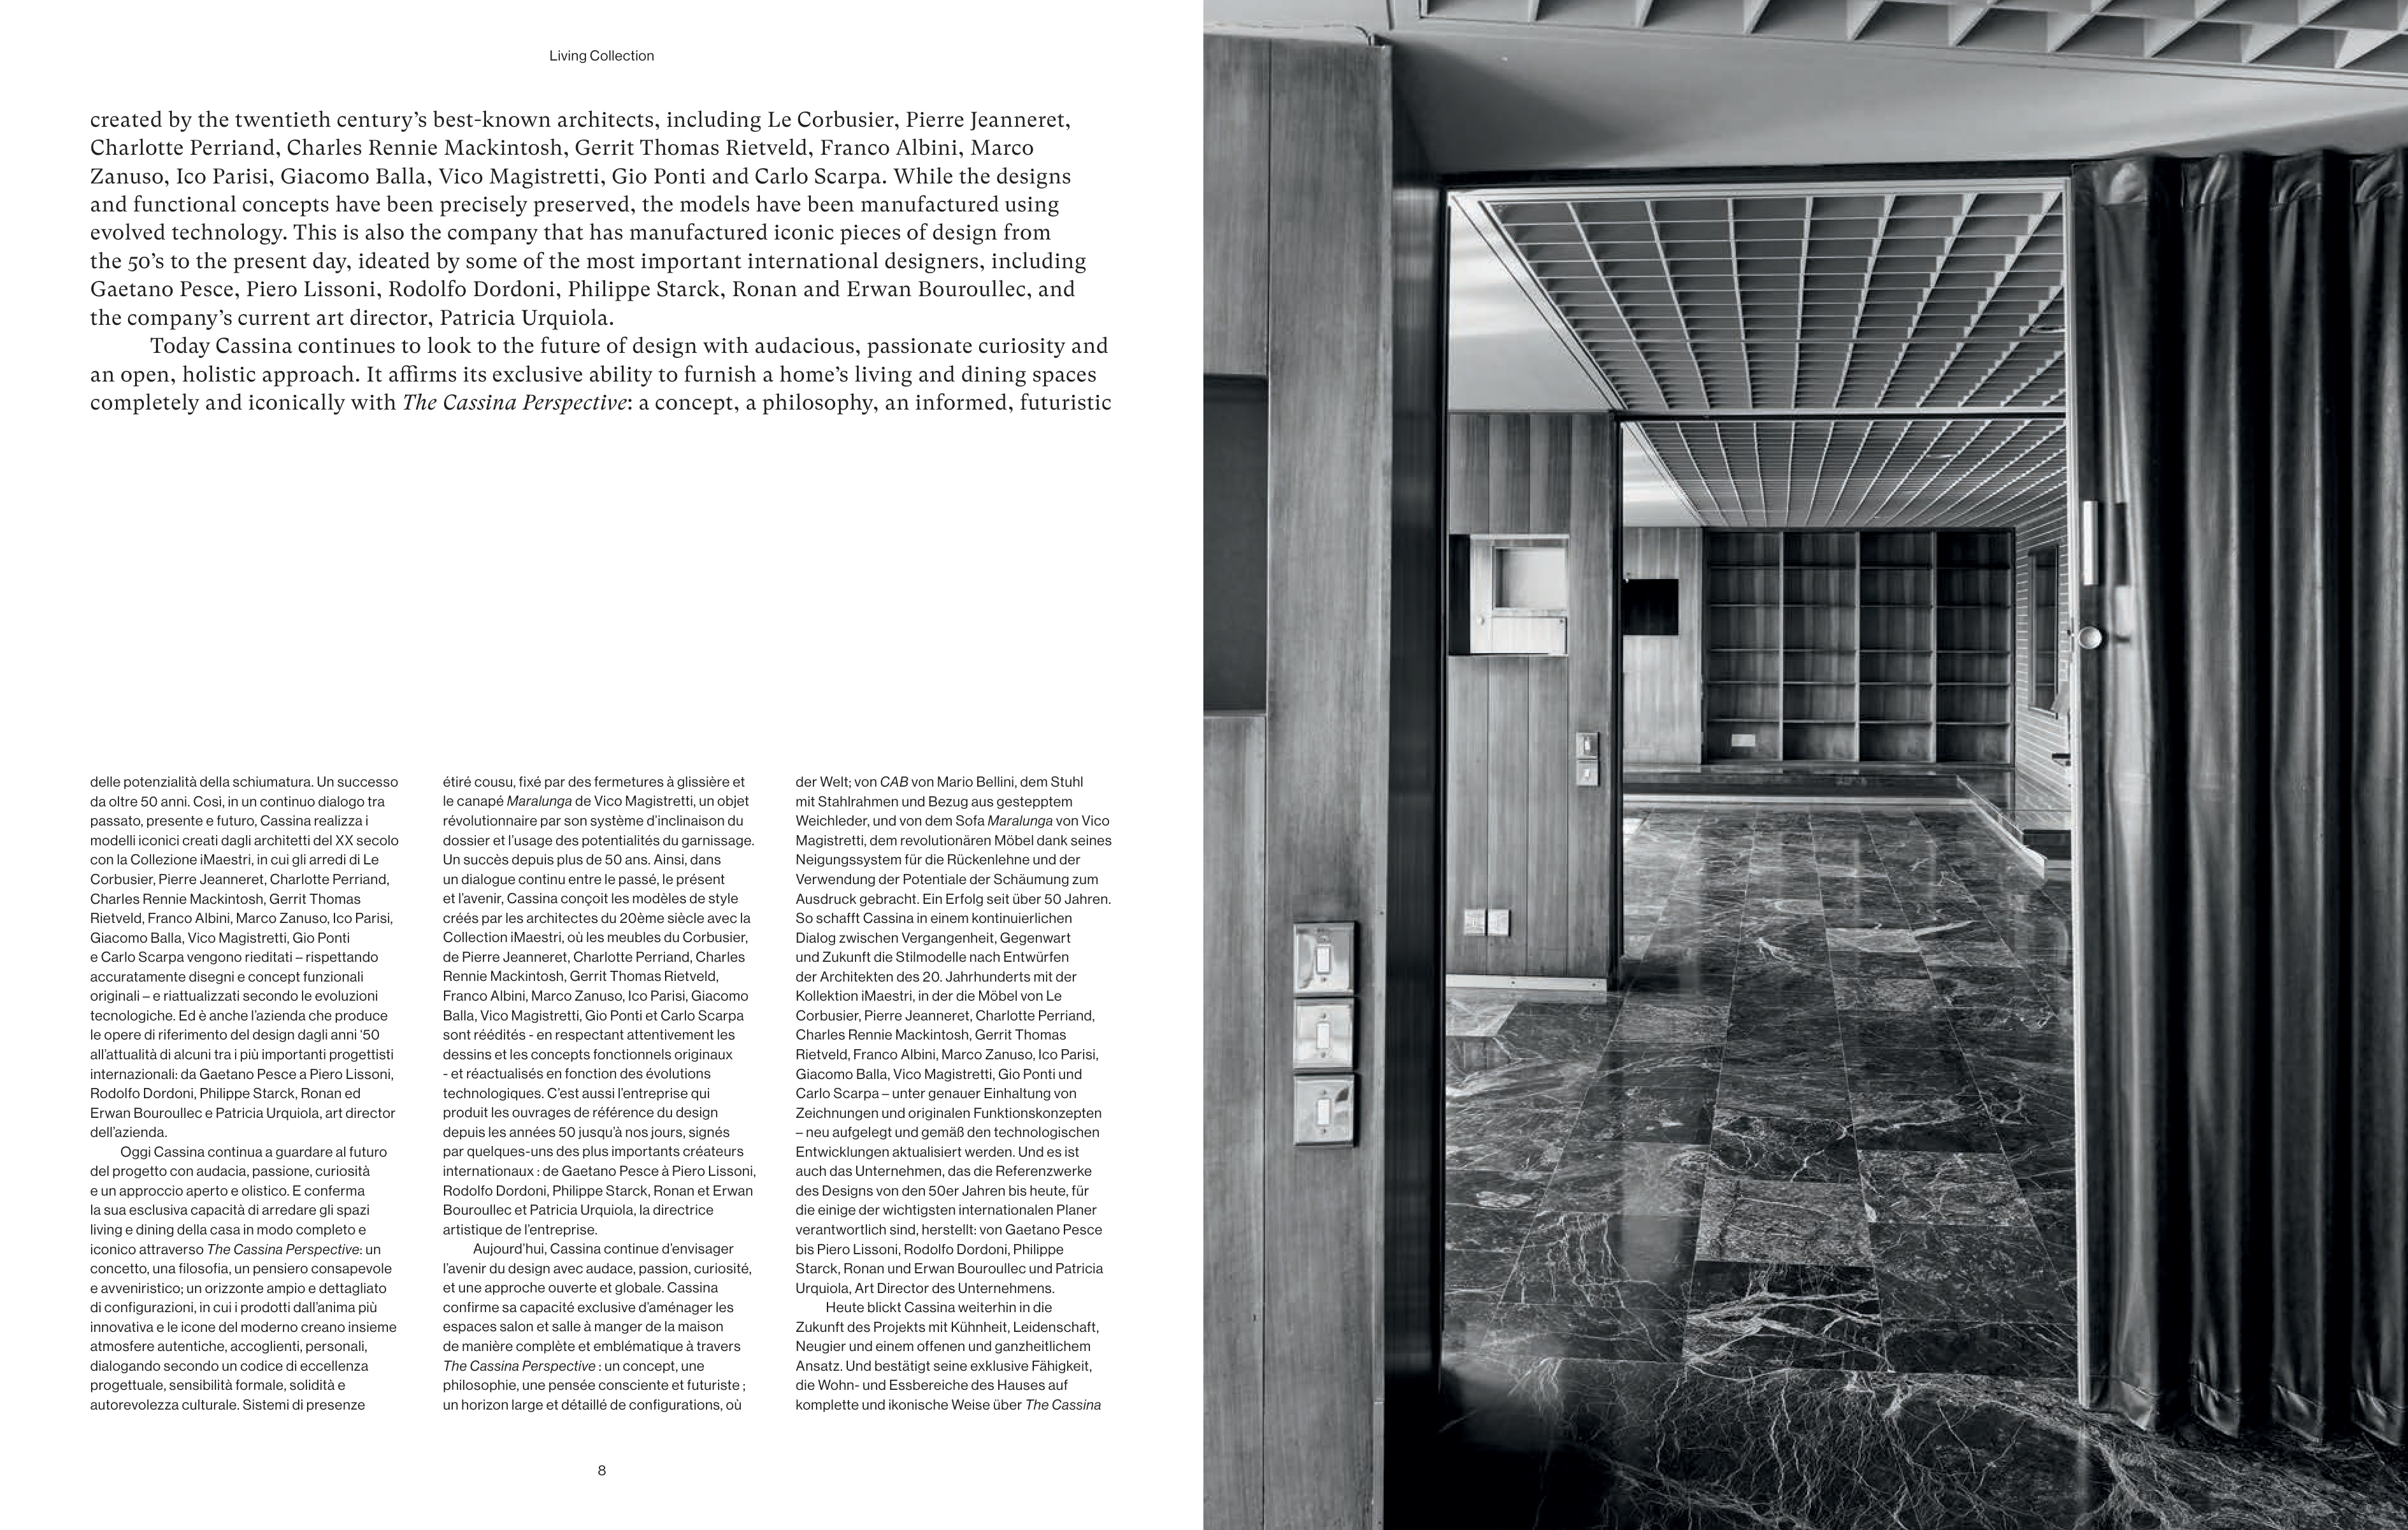 Living Collection
created by the twentieth century’s best-known architects, including Le Corbusier, Pierre Jeanneret,
Charlotte Perriand, Charles Rennie Mackintosh, Gerrit Thomas Rietveld, Franco Albini, Marco
Zanuso, Ico Parisi, Giacomo Balla, Vico Magistretti, Gio Ponti and Carlo Scarpa. While the designs
and functional concepts have been precisely preserved, the models have been manufactured using
evolved technology. This is also the company that has manufactured iconic pieces of design from
the 50’s to the present day, ideated by some of the most important international designers, including
Gaetano Pesce, Piero Lissoni, Rodolfo Dordoni, Philippe Starck, Ronan and Erwan Bouroullec, and
the company’s current art director, Patricia Urquiola.
Today Cassina continues to look to the future of design with audacious, passionate curiosity and
an open, holistic approach. It affirms its exclusive ability to furnish a home’s living and dining spaces
completely and iconically with The Cassina Perspective: a concept, a philosophy, an informed, futuristic
delle potenzialità della schiumatura. Un successo
da oltre 50 anni. Così, in un continuo dialogo tra
passato, presente e futuro, Cassina realizza i
modelli iconici creati dagli architetti del XX secolo
con la Collezione iMaestri, in cui gli arredi di Le
Corbusier, Pierre Jeanneret, Charlotte Perriand,
Charles Rennie Mackintosh, Gerrit Thomas
Rietveld, Franco Albini, Marco Zanuso, Ico Parisi,
Giacomo Balla, Vico Magistretti, Gio Ponti
e Carlo Scarpa vengono rieditati – rispettando
accuratamente disegni e concept funzionali
originali – e riattualizzati secondo le evoluzioni
tecnologiche. Ed è anche l’azienda che produce
le opere di riferimento del design dagli anni ‘50
all’attualità di alcuni tra i più importanti progettisti
internazionali: da Gaetano Pesce a Piero Lissoni,
Rodolfo Dordoni, Philippe Starck, Ronan ed
Erwan Bouroullec e Patricia Urquiola, art director
dell’azienda.
Oggi Cassina continua a guardare al futuro
del progetto con audacia, passione, curiosità
e un approccio aperto e olistico. E conferma
la sua esclusiva capacità di arredare gli spazi
living e dining della casa in modo completo e
iconico attraverso The Cassina Perspective: un
concetto, una filosofia, un pensiero consapevole
e avveniristico; un orizzonte ampio e dettagliato
di configurazioni, in cui i prodotti dall’anima più
innovativa e le icone del moderno creano insieme
atmosfere autentiche, accoglienti, personali,
dialogando secondo un codice di eccellenza
progettuale, sensibilità formale, solidità e
autorevolezza culturale. Sistemi di presenze
étiré cousu, fixé par des fermetures à glissière et
le canapé Maralunga de Vico Magistretti, un objet
révolutionnaire par son système d’inclinaison du
dossier et l’usage des potentialités du garnissage.
Un succès depuis plus de 50 ans. Ainsi, dans
un dialogue continu entre le passé, le présent
et l’avenir, Cassina conçoit les modèles de style
créés par les architectes du 20ème siècle avec la
Collection iMaestri, où les meubles du Corbusier,
de Pierre Jeanneret, Charlotte Perriand, Charles
Rennie Mackintosh, Gerrit Thomas Rietveld,
Franco Albini, Marco Zanuso, Ico Parisi, Giacomo
Balla, Vico Magistretti, Gio Ponti et Carlo Scarpa
sont réédités - en respectant attentivement les
dessins et les concepts fonctionnels originaux
- et réactualisés en fonction des évolutions
technologiques. C’est aussi l’entreprise qui
produit les ouvrages de référence du design
depuis les années 50 jusqu’à nos jours, signés
par quelques-uns des plus importants créateurs
internationaux : de Gaetano Pesce à Piero Lissoni,
Rodolfo Dordoni, Philippe Starck, Ronan et Erwan
Bouroullec et Patricia Urquiola, la directrice
artistique de l’entreprise.
Aujourd’hui, Cassina continue d’envisager
l’avenir du design avec audace, passion, curiosité,
et une approche ouverte et globale. Cassina
confirme sa capacité exclusive d’aménager les
espaces salon et salle à manger de la maison
de manière complète et emblématique à travers
The Cassina Perspective : un concept, une
philosophie, une pensée consciente et futuriste ;
un horizon large et détaillé de configurations, où
der Welt; von CAB von Mario Bellini, dem Stuhl
mit Stahlrahmen und Bezug aus gestepptem
Weichleder, und von dem Sofa Maralunga von Vico
Magistretti, dem revolutionären Möbel dank seines
Neigungssystem für die Rückenlehne und der
Verwendung der Potentiale der Schäumung zum
Ausdruck gebracht. Ein Erfolg seit über 50 Jahren.
So schafft Cassina in einem kontinuierlichen
Dialog zwischen Vergangenheit, Gegenwart
und Zukunft die Stilmodelle nach Entwürfen
der Architekten des 20. Jahrhunderts mit der
Kollektion iMaestri, in der die Möbel von Le
Corbusier, Pierre Jeanneret, Charlotte Perriand,
Charles Rennie Mackintosh, Gerrit Thomas
Rietveld, Franco Albini, Marco Zanuso, Ico Parisi,
Giacomo Balla, Vico Magistretti, Gio Ponti und
Carlo Scarpa – unter genauer Einhaltung von
Zeichnungen und originalen Funktionskonzepten
– neu aufgelegt und gemäß den technologischen
Entwicklungen aktualisiert werden. Und es ist
auch das Unternehmen, das die Referenzwerke
des Designs von den 50er Jahren bis heute, für
die einige der wichtigsten internationalen Planer
verantwortlich sind, herstellt: von Gaetano Pesce
bis Piero Lissoni, Rodolfo Dordoni, Philippe
Starck, Ronan und Erwan Bouroullec und Patricia
Urquiola, Art Director des Unternehmens.
Heute blickt Cassina weiterhin in die
Zukunft des Projekts mit Kühnheit, Leidenschaft,
Neugier und einem offenen und ganzheitlichem
Ansatz. Und bestätigt seine exklusive Fähigkeit,
die Wohn- und Essbereiche des Hauses auf
komplette und ikonische Weise über The Cassina
8